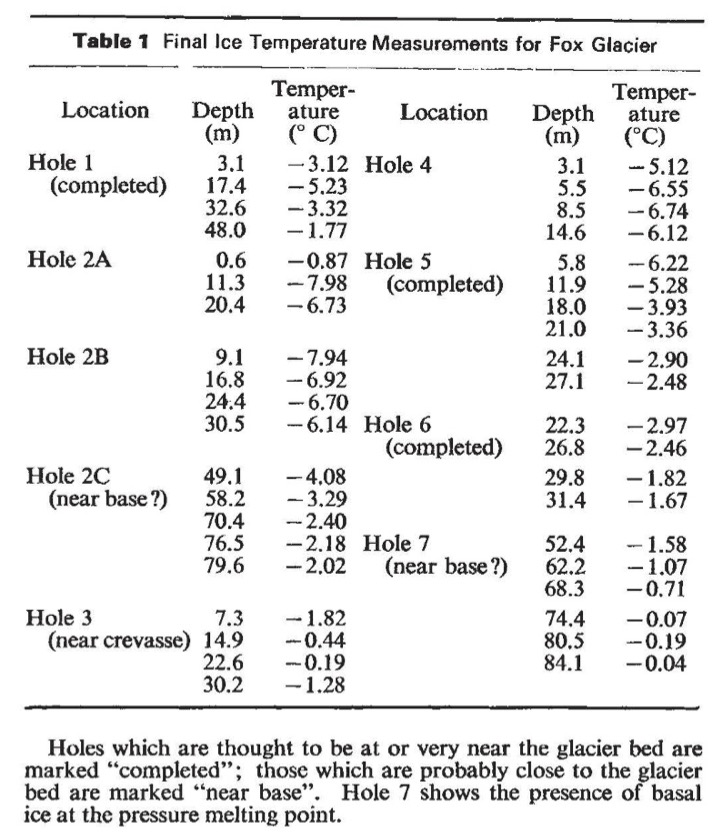 Table 1 Final Ice Temperature Measurements for Fox Glacier
Temper- Temper-
Location Depth ature Location Depth ature
(m) (° C) (m) (°C)
Hole 1 3.1 −3.12 Hole 4 3.1 −5.12
(completed) 17.4 −5.23 5.5 −6.55
32.6 −3.32 8.5 −6.74
48.0 −1.77 14.6 −6.12
Hole 2A 0.6 −0.87 Hole 5 5.8 −6.22
11.3 −7.98 (completed) 11.9 −5.28
20.4 −6.73 18.0 −3.93
21.0 −3.36
Hole 2B 9.1 −7.94 24.1 −2.90
16.8 −6.92 27.1 −2.48
24.4 −6.70
30.5 −6.14 Hole 6 22.3 −2.97
(completed) 26.8 −2.46
Hole 2C 49.1 −4.08 29.8 −1.82
(near base?) 58.2 −3.29 31.4 −1.67
70.4 −2.40
76.5 −2.18 Hole 7 52.4 −1.58
79.6 −2.02 (near base?) 62.2 −1.07
68.3 −0.71
Hole 3 7.3 −1.82 74.4 −0.07
(near crevasse) 14.9 −0.44 80.5 −0.19
22.6 −0.19 84.1 −0.04
30.2 −1.28
Holes which are thought to be at or very near the glacier bed are
marked “completed”; those which are probably close to the glacier
bed are marked “near base”. Hole 7 shows the presence of basal
ice at the pressure melting point.